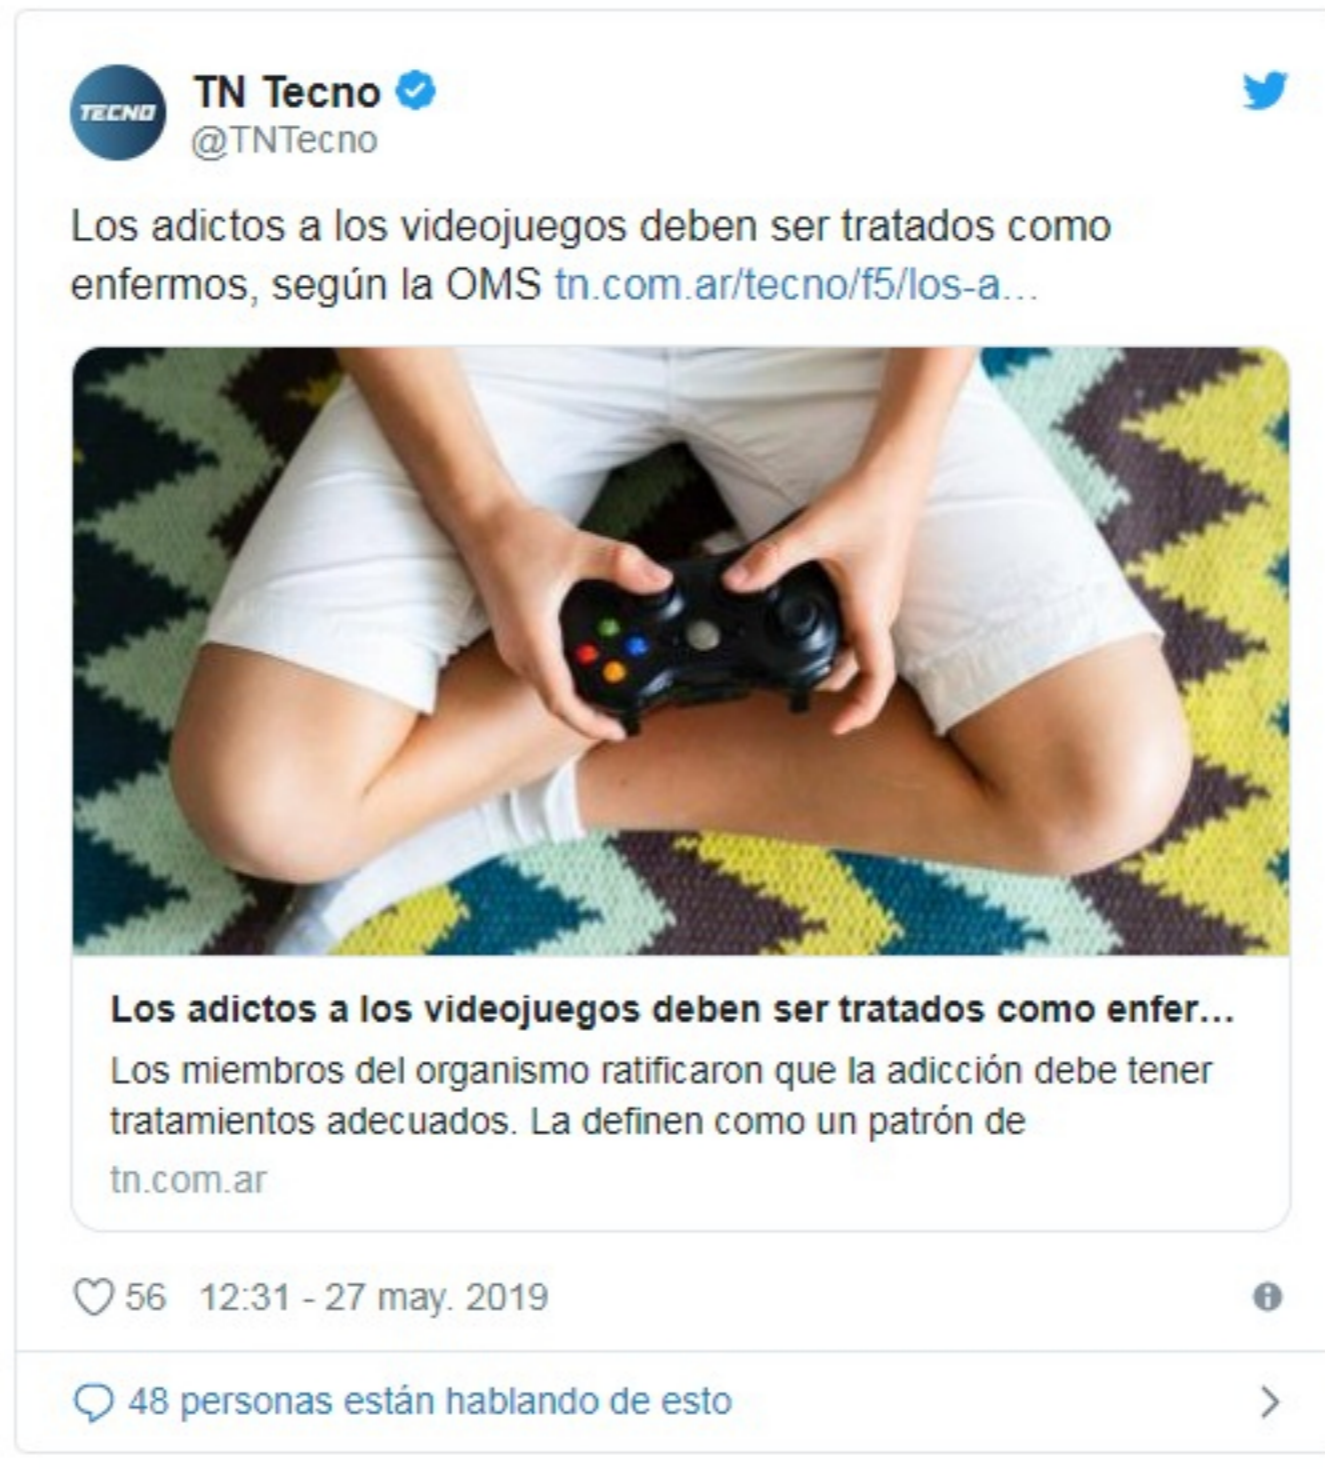 TECNO
TN Tecno
@TNTecno
Los adictos a los videojuegos deben ser tratados como
enfermos, según la OMS tn.com.ar/tecno/f5/los-a...
Los adictos a los videojuegos deben ser tratados como enfer...
Los miembros del organismo ratificaron que la adicción debe tener
tratamientos adecuados. La definen como un patrón de
tn.com.ar
56 12:31 - 27 may. 2019
48 personas están hablando de esto